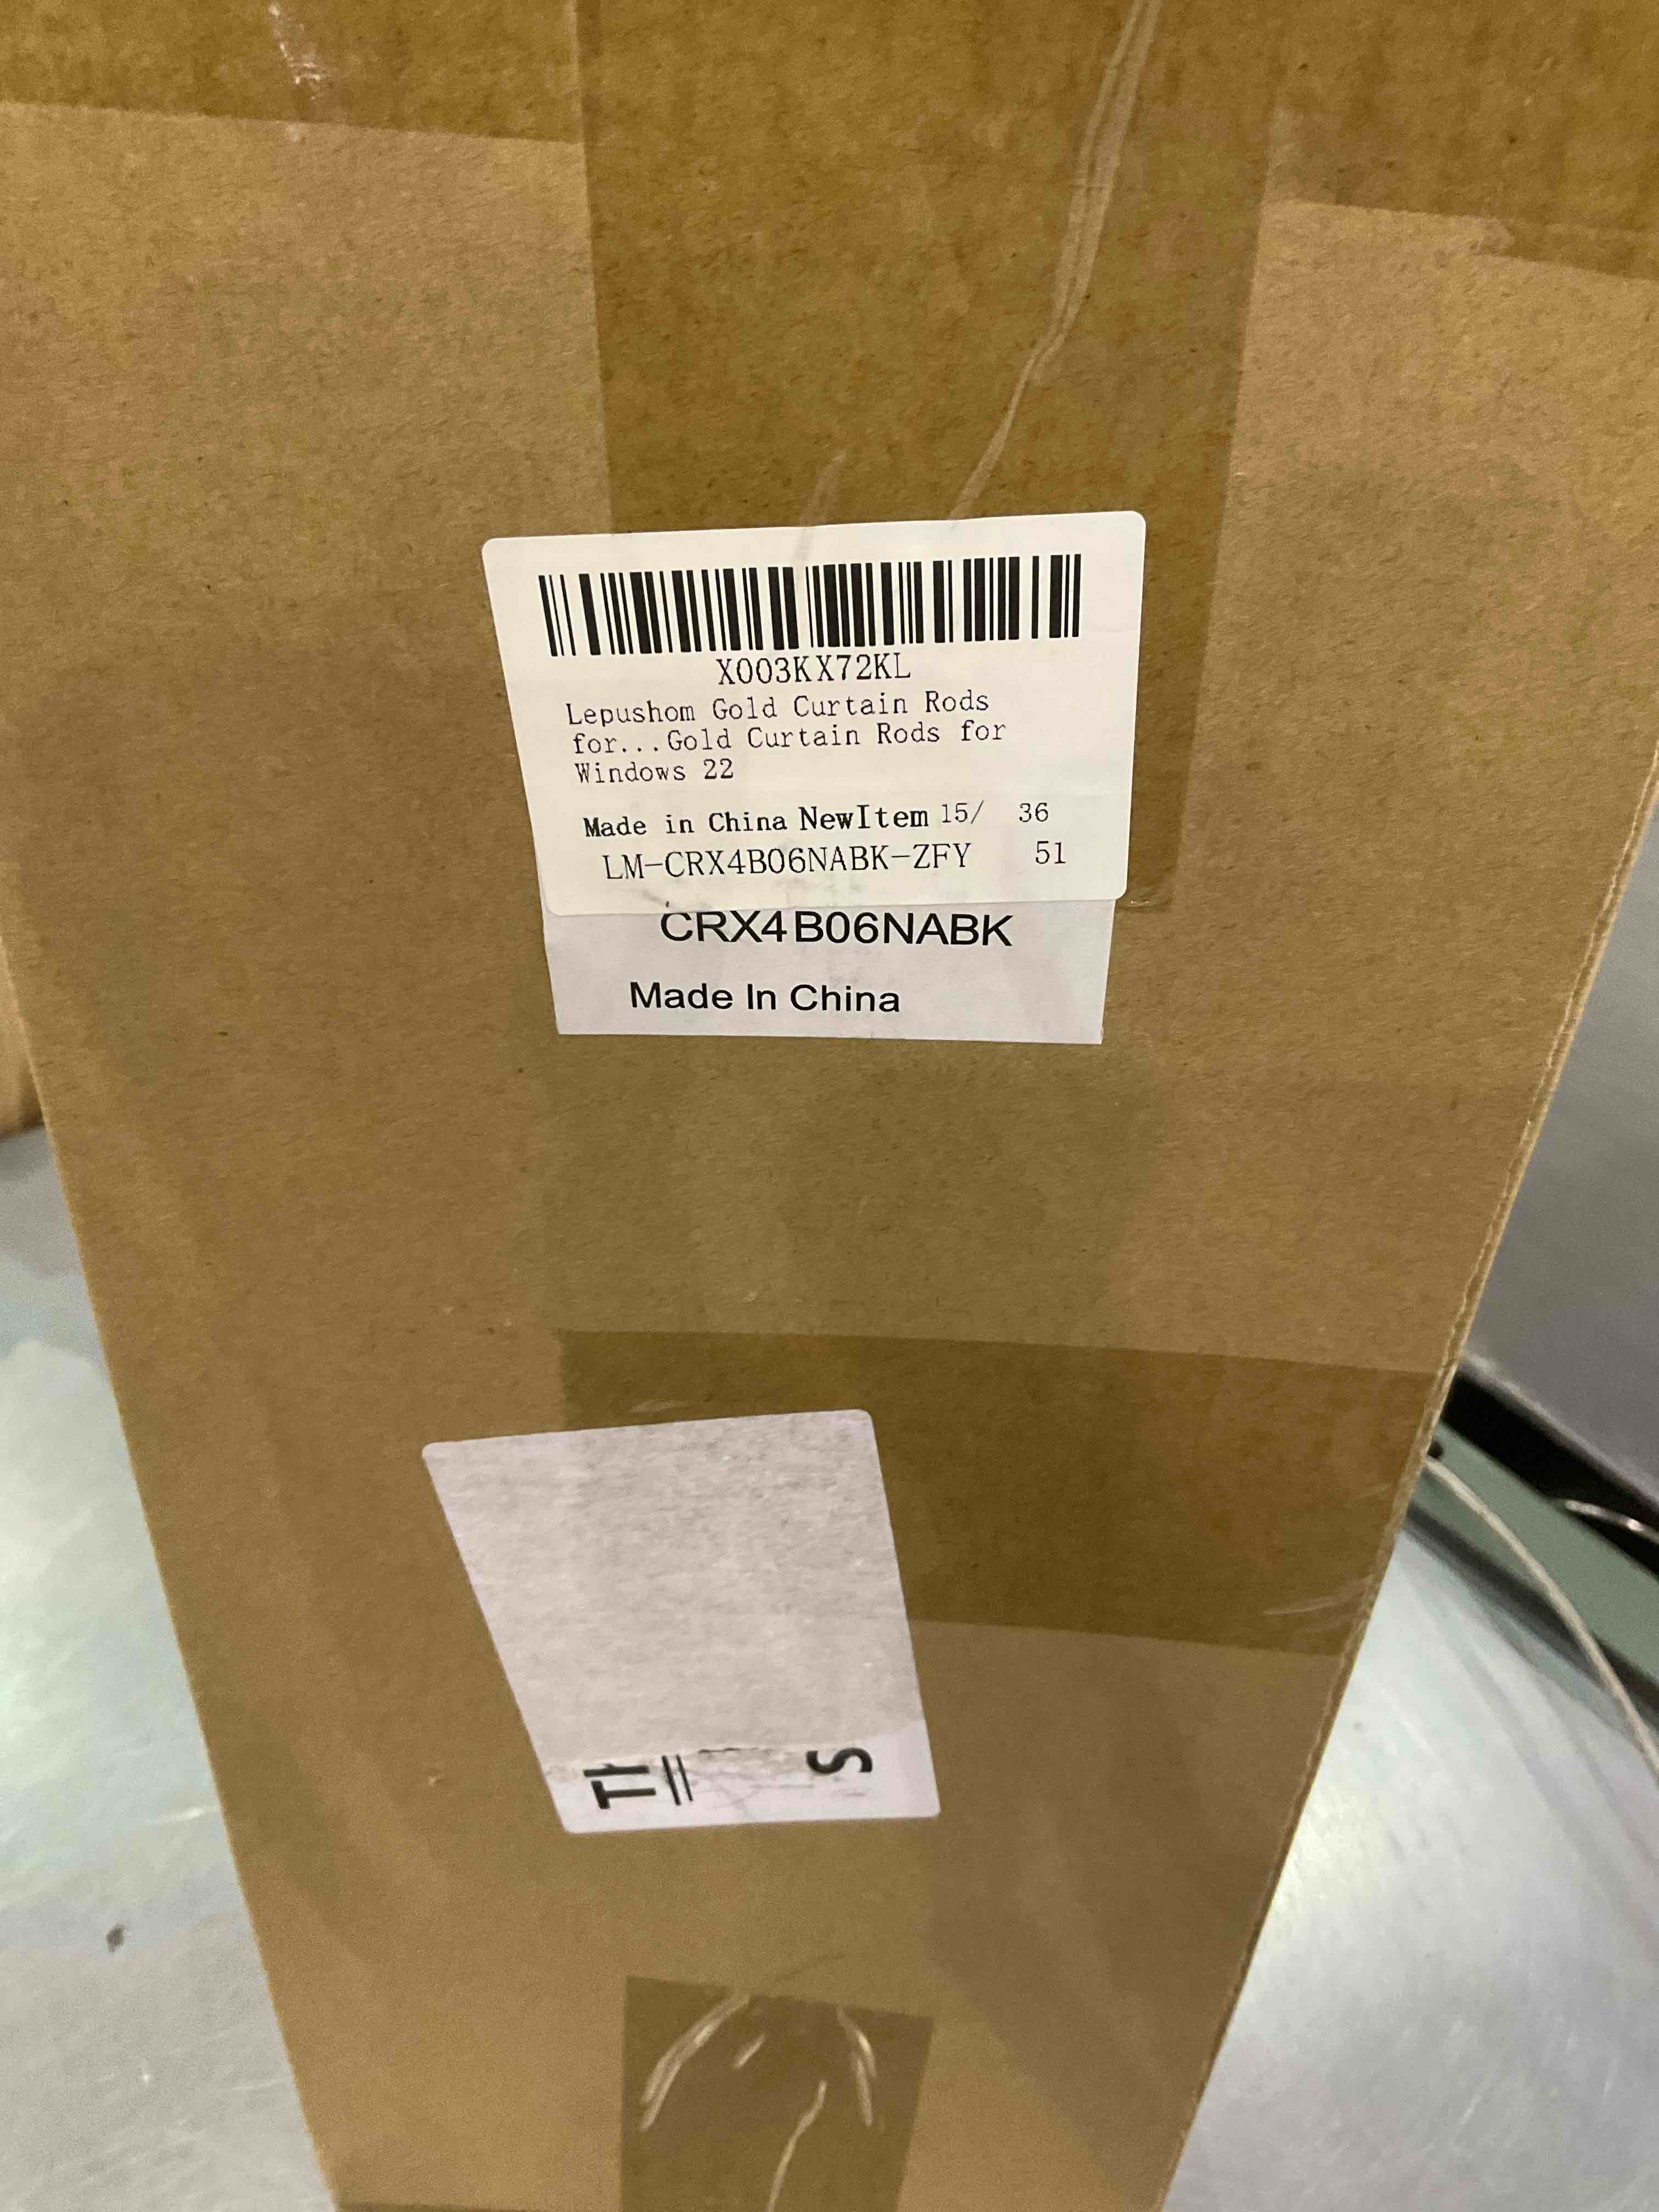 X003KX72KL
Lepushom Gold Curtain Rods
for...Gold Curtain Rods for
Windows 22
Made in China NewItem 15/ 36
LM-CRX4B06NABK-ZFY 51
CRX4B06NABK
Made In China
S